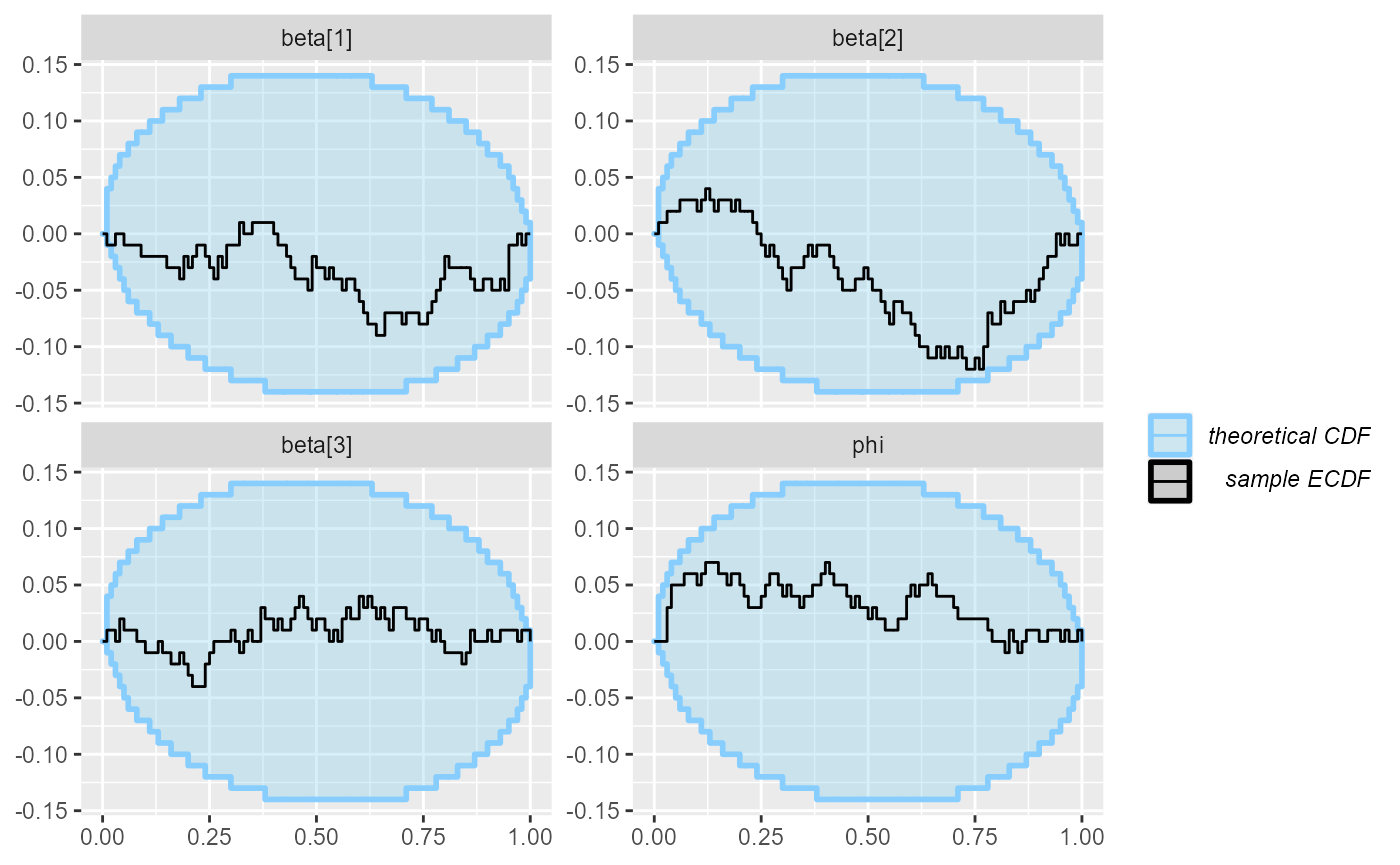 beta[1] beta[2]
0.15 0.15
0.10 0.10
0.05 0.05
0.00 0.00
-0.05 -0.05
-0.10 -0.10
-0.15 -0.15
theoretical CDF
sample ECDF
beta[3] phi
0.15 0.15
0.10 0.10
0.05 0.05
0.00 0.00
-0.05 -0.05
-0.10 -0.10
-0.15 -0.15
0.00 0.25 0.50 0.75 1.00 0.00 0.25 0.50 0.75 1.00